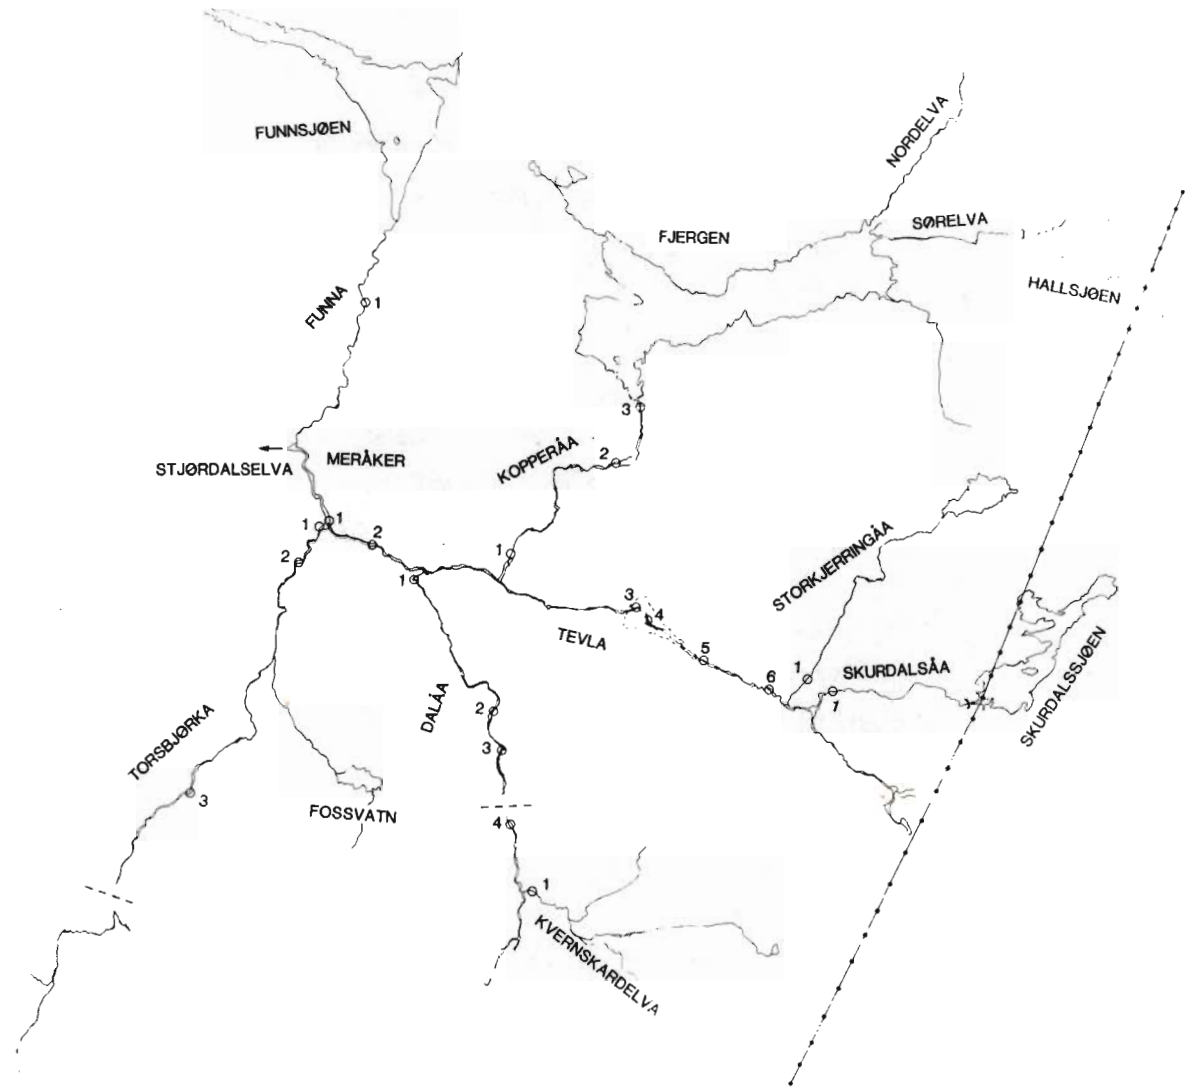 FUNNSJØEN
NORDELVA
SØRELVA
FJERGEN
HALLSJØEN
FUNNA
1
3
KOPPERÅA
2
STJØRDALSELVA
MERÅKER
1
1
2
2
1
1
STORKJERRINGÅA
3
4
TEVLA
5
6
1
SKURDALSÅA
1
SKURDALSSJØEN
DALÅA
2
3
TORSBJØRKA
3
FOSSVATN
4
1
KVERNSKARDELVA